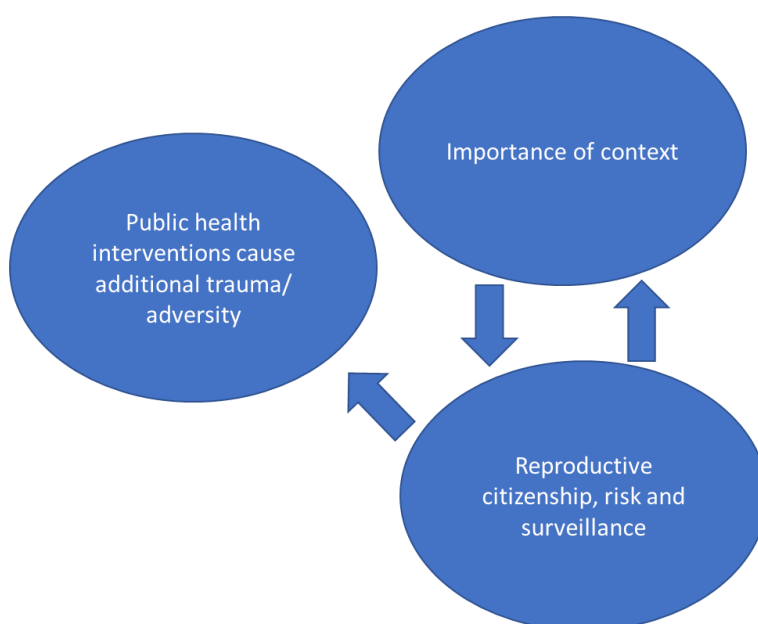 Importance of context
Public health
interventions cause
additional trauma/
adversity
Reproductive
citizenship, risk and
surveillance